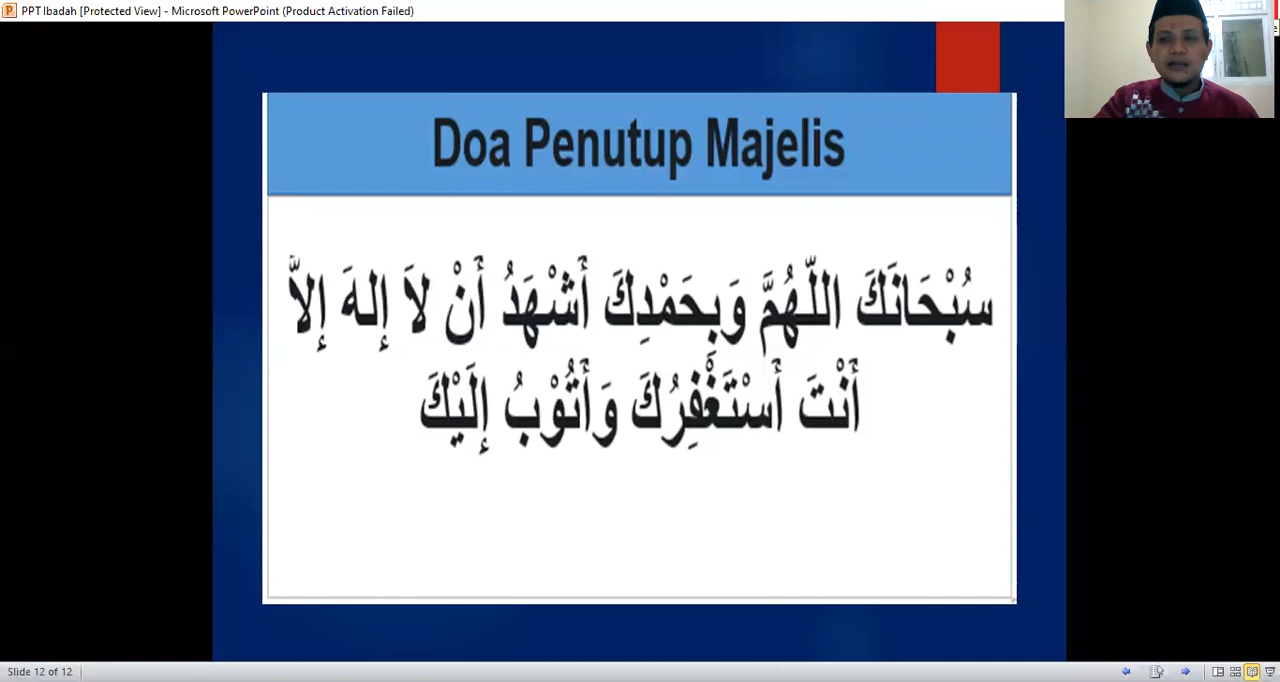 PPT Ibadah [Protected View] - Microsoft PowerPoint (Product Activation Failed)
Doa Penutup Majelis
سُبْحَانَكَ اللَّهُمَّ وَبِحَمْدِكَ أَشْهَدُ أَنْ لاَ إِلهَ إِلاَّ
أَنْتَ أَسْتَغْفِرُكَ وَأَتُوْبُ إِلَيْكَ
Slide 12 of 12